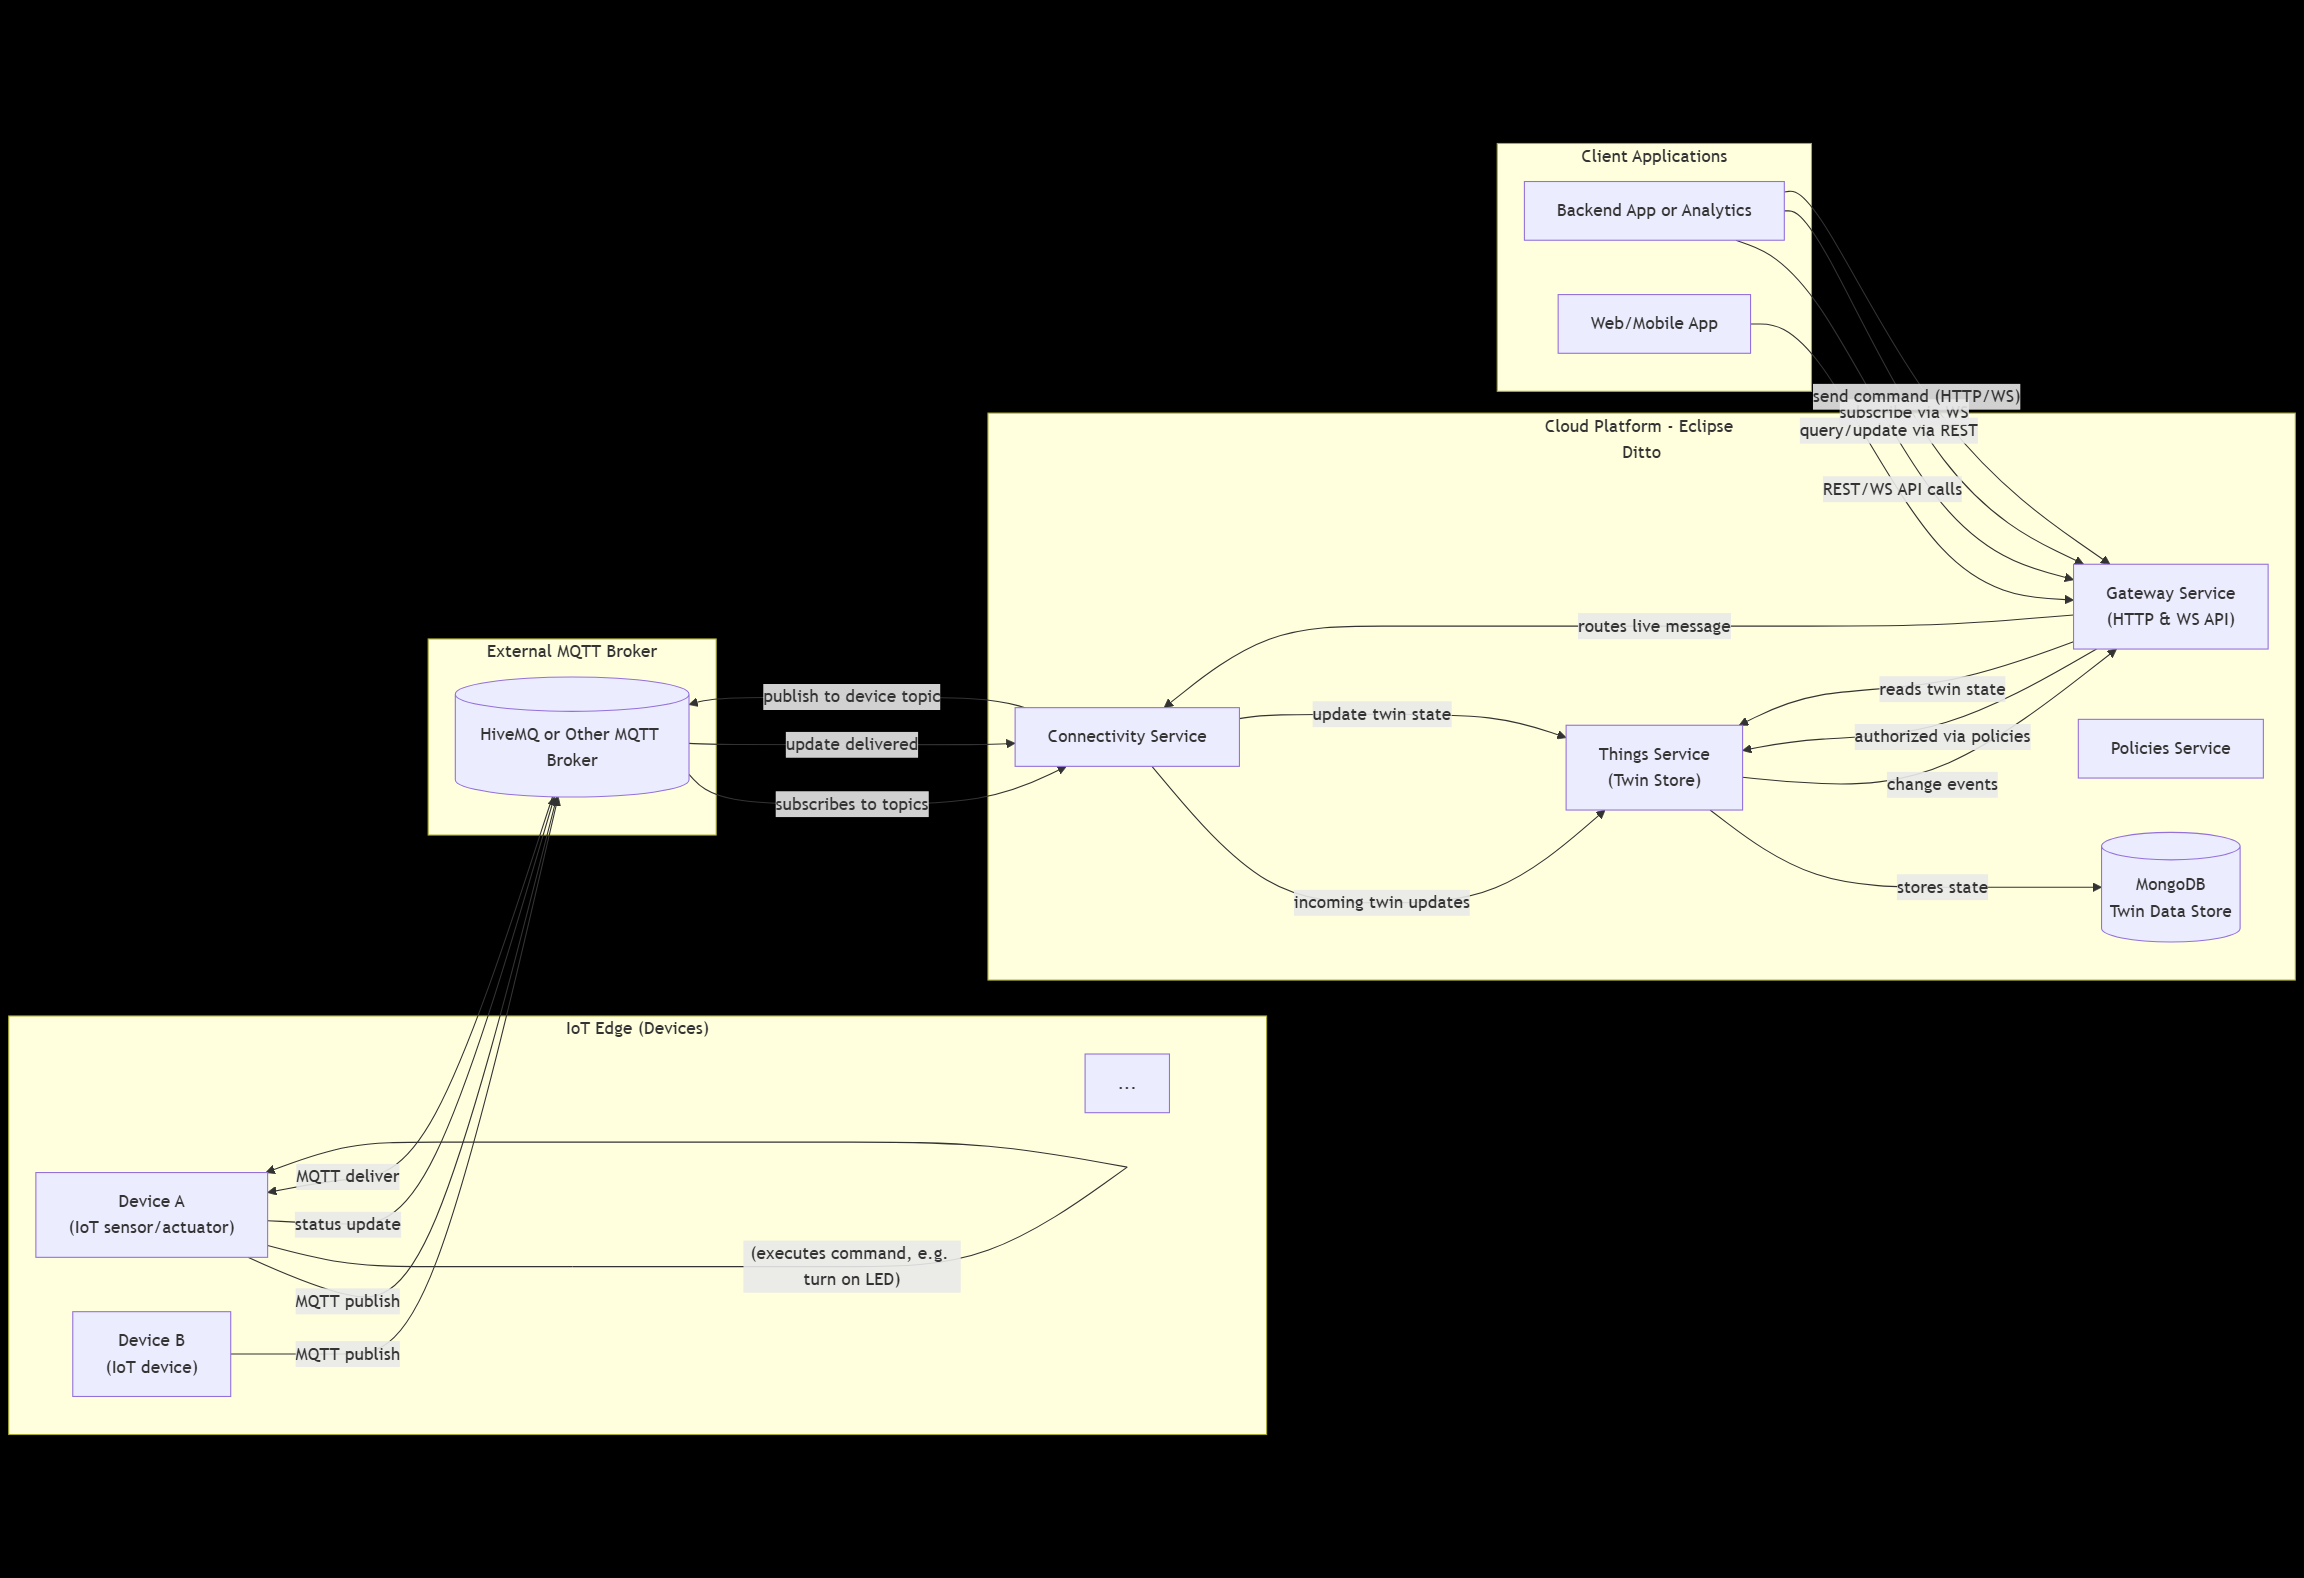 Client Applications
Backend App or Analytics
Web/Mobile App
send command (HTTP/WS)
subscribe via WS
query/update via REST
Cloud Platform - Eclipse
Ditto
REST/WS API calls
Gateway Service
(HTTP & WS API)
routes live message
External MQTT Broker
HiveMQ or Other MQTT
Broker
publish to device topic
update delivered
subscribes to topics
Connectivity Service
update twin state
incoming twin updates
Things Service
(Twin Store)
reads twin state
authorized via policies
change events
stores state
Policies Service
MongoDB
Twin Data Store
IoT Edge (Devices)
...
MQTT deliver
Device A
(IoT sensor/actuator)
status update
(executes command, e.g.
turn on LED)
MQTT publish
Device B
(IoT device)
MQTT publish